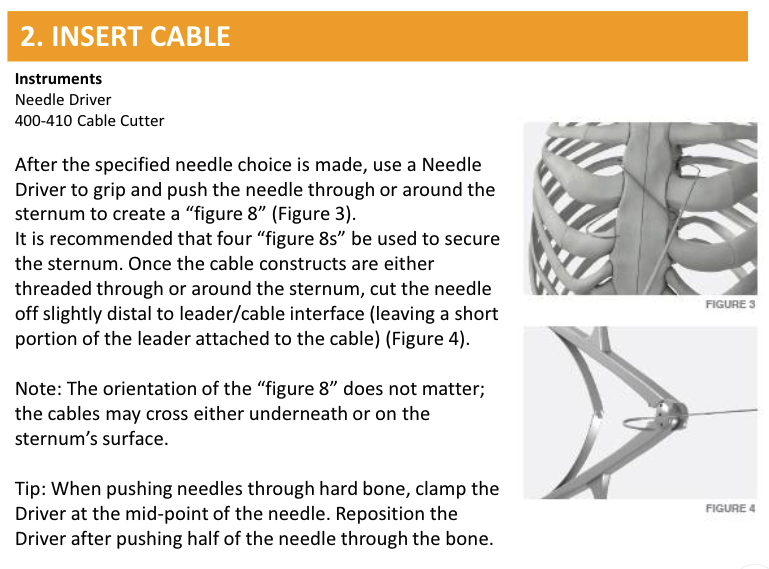 2. INSERT CABLE
Instruments
Needle Driver
400-410 Cable Cutter
After the specified needle choice is made, use a Needle
Driver to grip and push the needle through or around the
sternum to create a “figure 8” (Figure 3).
It is recommended that four “figure 8s” be used to secure
the sternum. Once the cable constructs are either
threaded through or around the sternum, cut the needle
off slightly distal to leader/cable interface (leaving a short
portion of the leader attached to the cable) (Figure 4).
Note: The orientation of the “figure 8” does not matter;
the cables may cross either underneath or on the
sternum’s surface.
Tip: When pushing needles through hard bone, clamp the
Driver at the mid-point of the needle. Reposition the
Driver after pushing half of the needle through the bone.
FIGURE 3
FIGURE 4